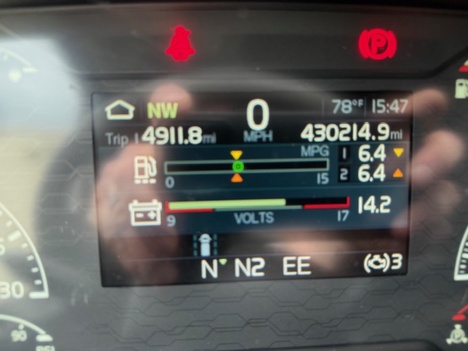 NW 0 78°F 15:47
Trip 1 4911.8mi MPH 430214.9mi
MPG 1 6.4
0 15 2 6.4
9 VOLTS 17 14.2
N N2 EE 3
30
90